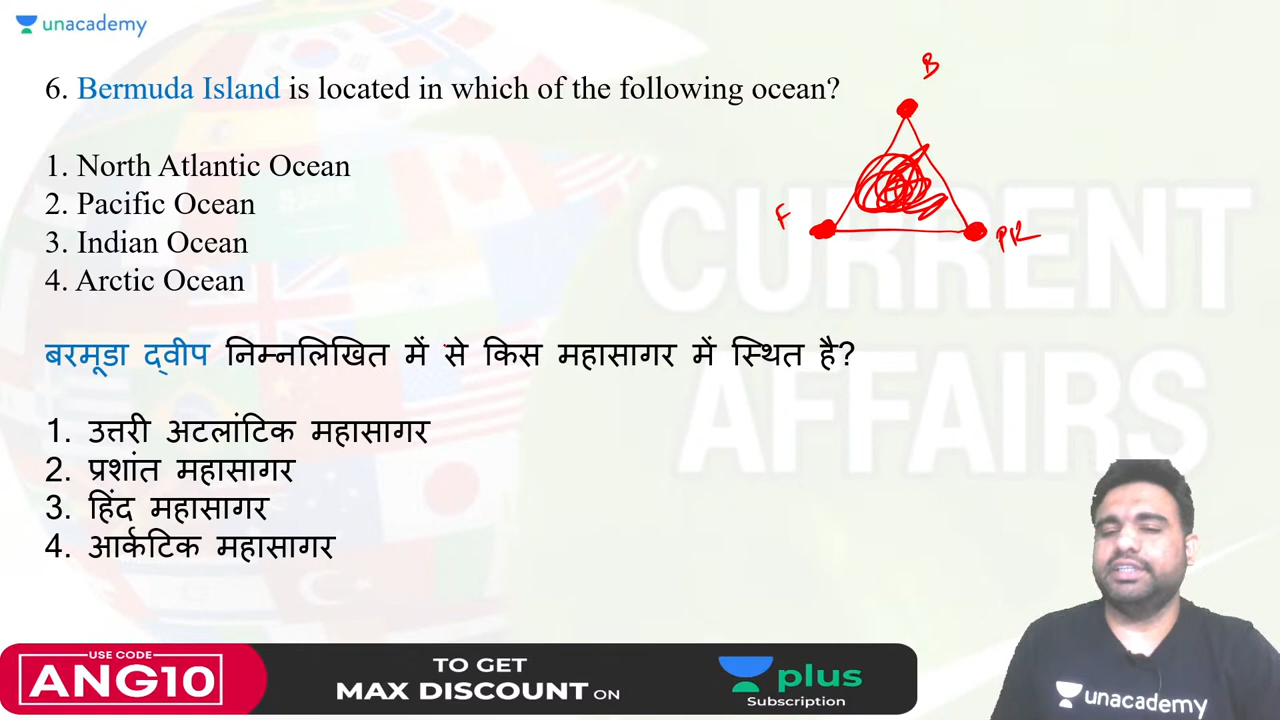 unacademy
6. Bermuda Island is located in which of the following ocean?
1. North Atlantic Ocean
2. Pacific Ocean
3. Indian Ocean
4. Arctic Ocean
B
F
PR
CURRENT
AFFAIRS
बरमूडा द्वीप निम्नलिखित में से किस महासागर में स्थित है?
1. उत्तरी अटलांटिक महासागर
2. प्रशांत महासागर
3. हिंद महासागर
4. आर्कटिक महासागर
unacademy
USE CODE
ANG10
TO GET
MAX DISCOUNT ON
plus
Subscription